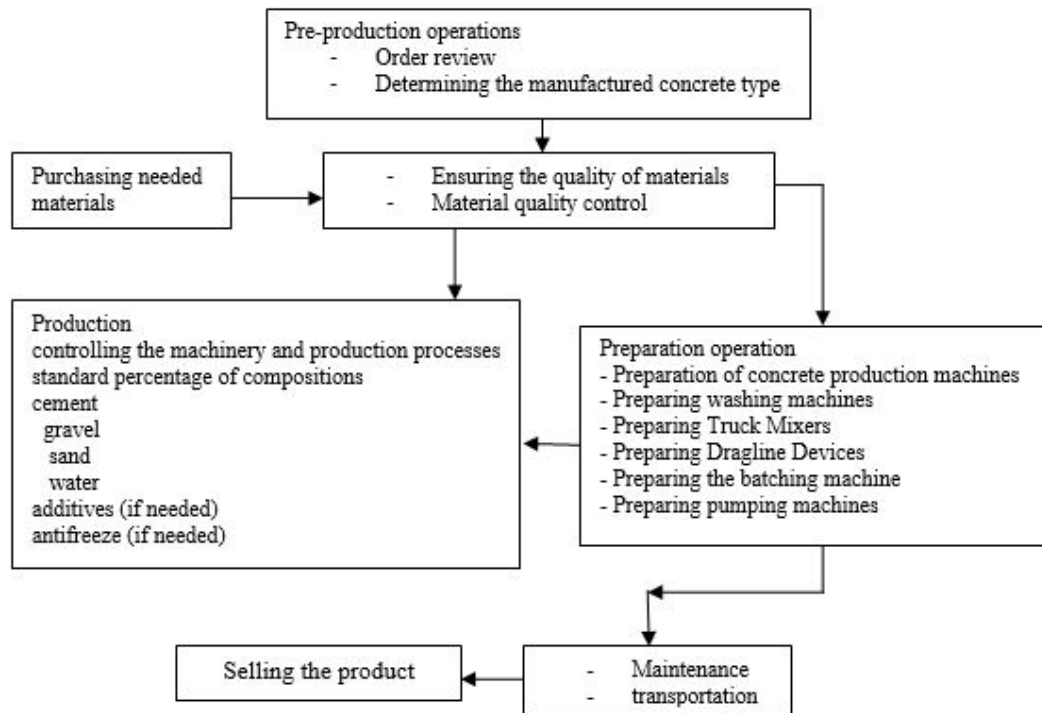 Pre-production operations
- Order review
- Determining the manufactured concrete type
Purchasing needed
materials
- Ensuring the quality of materials
- Material quality control
Production
controlling the machinery and production processes
standard percentage of compositions
cement
gravel
sand
water
additives (if needed)
antifreeze (if needed)
Preparation operation
- Preparation of concrete production machines
- Preparing washing machines
- Preparing Truck Mixers
- Preparing Dragline Devices
- Preparing the batching machine
- Preparing pumping machines
Selling the product
- Maintenance
- transportation